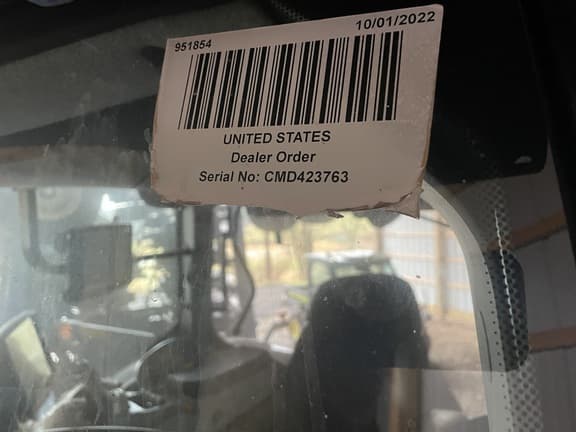 951854 10/01/2022
UNITED STATES
Dealer Order
Serial No: CMD423763